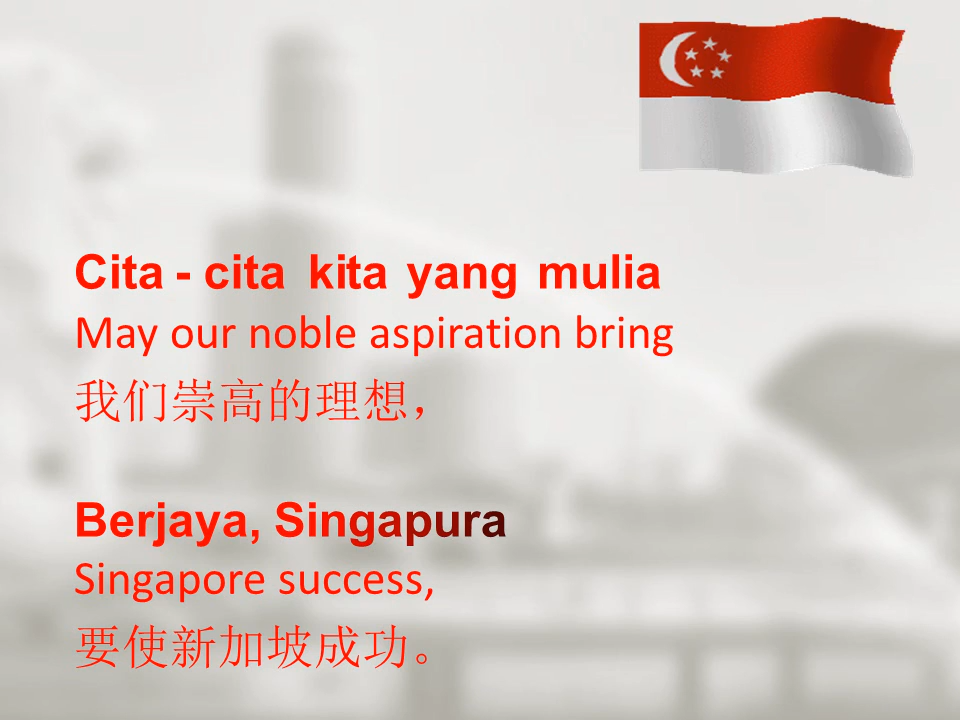 Cita - cita kita yang mulia
May our noble aspiration bring
我们崇高的理想，
Berjaya, Singapura
Singapore success,
要使新加坡成功。